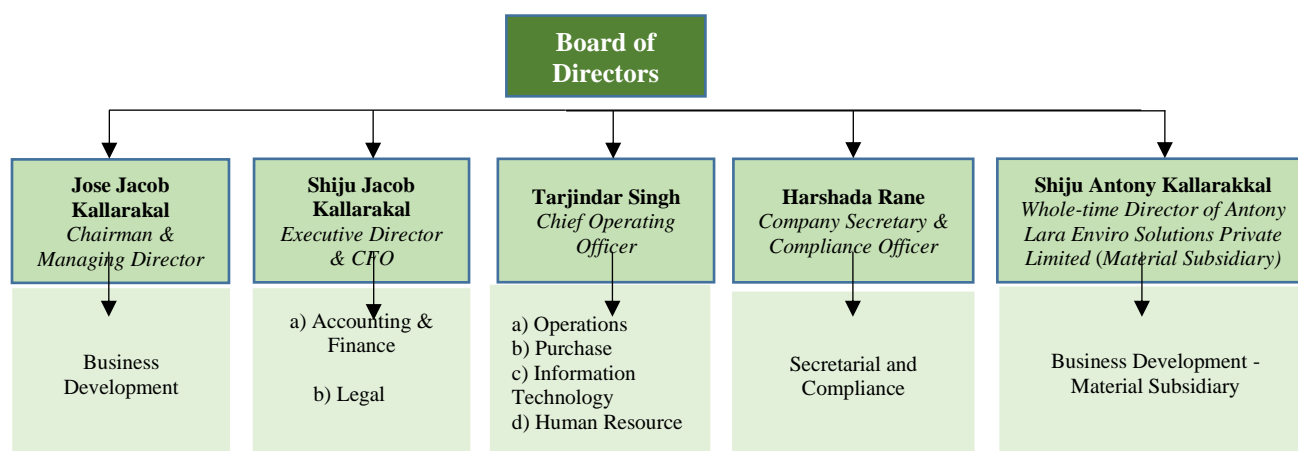 Board of
Directors
Jose Jacob
Kallarakal
Chairman &
Managing Director
Shiju Jacob
Kallarakal
Executive Director
& CFO
Tarjindar Singh
Chief Operating
Officer
Harshada Rane
Company Secretary &
Compliance Officer
Shiju Antony Kallarakkal
Whole-time Director of Antony
Lara Enviro Solutions Private
Limited (Material Subsidiary)
Business
Development
a) Accounting &
Finance
b) Legal
a) Operations
b) Purchase
c) Information
Technology
d) Human Resource
Secretarial and
Compliance
Business Development -
Material Subsidiary